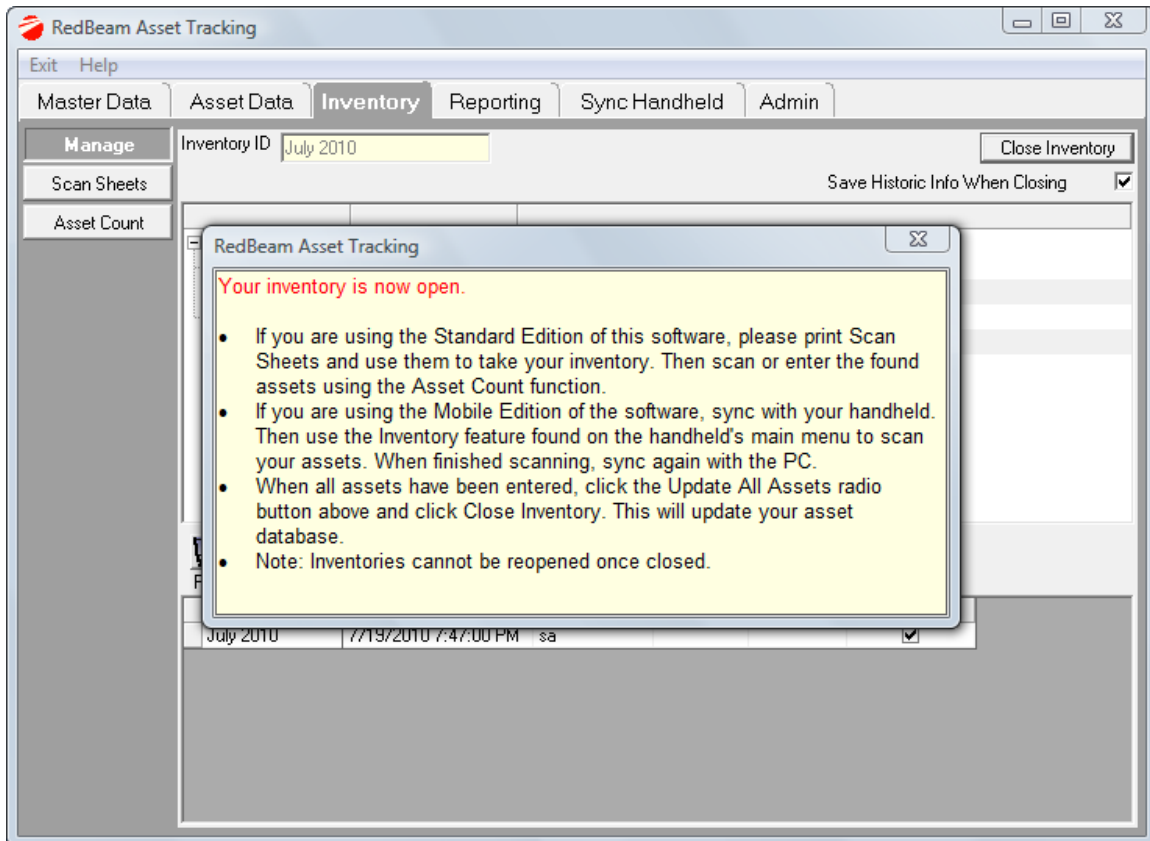 RedBeam Asset Tracking
Exit Help
Master Data Asset Data Inventory Reporting Sync Handheld Admin
Manage
Scan Sheets
Asset Count
Inventory ID July 2010
Close Inventory
Save Historic Info When Closing
RedBeam Asset Tracking
Your inventory is now open.
• If you are using the Standard Edition of this software, please print Scan
Sheets and use them to take your inventory. Then scan or enter the found
assets using the Asset Count function.
• If you are using the Mobile Edition of the software, sync with your handheld.
Then use the Inventory feature found on the handheld's main menu to scan
your assets. When finished scanning, sync again with the PC.
• When all assets have been entered, click the Update All Assets radio
button above and click Close Inventory. This will update your asset
database.
• Note: Inventories cannot be reopened once closed.
July 2010 7/19/2010 7:47:00 PM sa